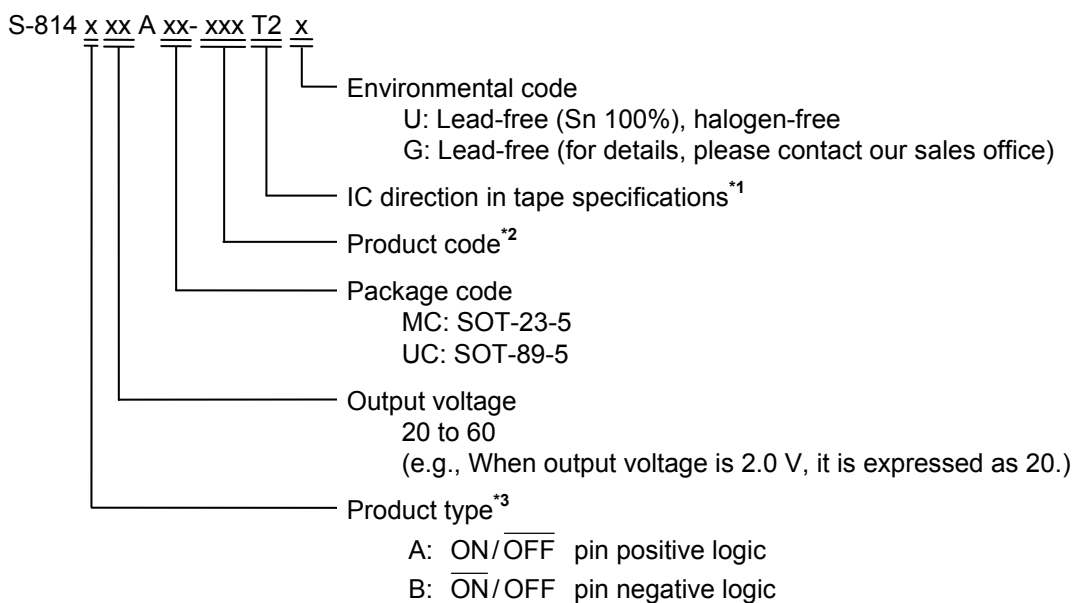 S-814 x xx A xx- xxx T2 x
Environmental code
U: Lead-free (Sn 100%), halogen-free
G: Lead-free (for details, please contact our sales office)
IC direction in tape specifications*1
Product code*2
Package code
MC: SOT-23-5
UC: SOT-89-5
Output voltage
20 to 60
(e.g., When output voltage is 2.0 V, it is expressed as 20.)
Product type*3
A: ON/O̅F̅F̅ pin positive logic
B: O̅N̅/OFF pin negative logic